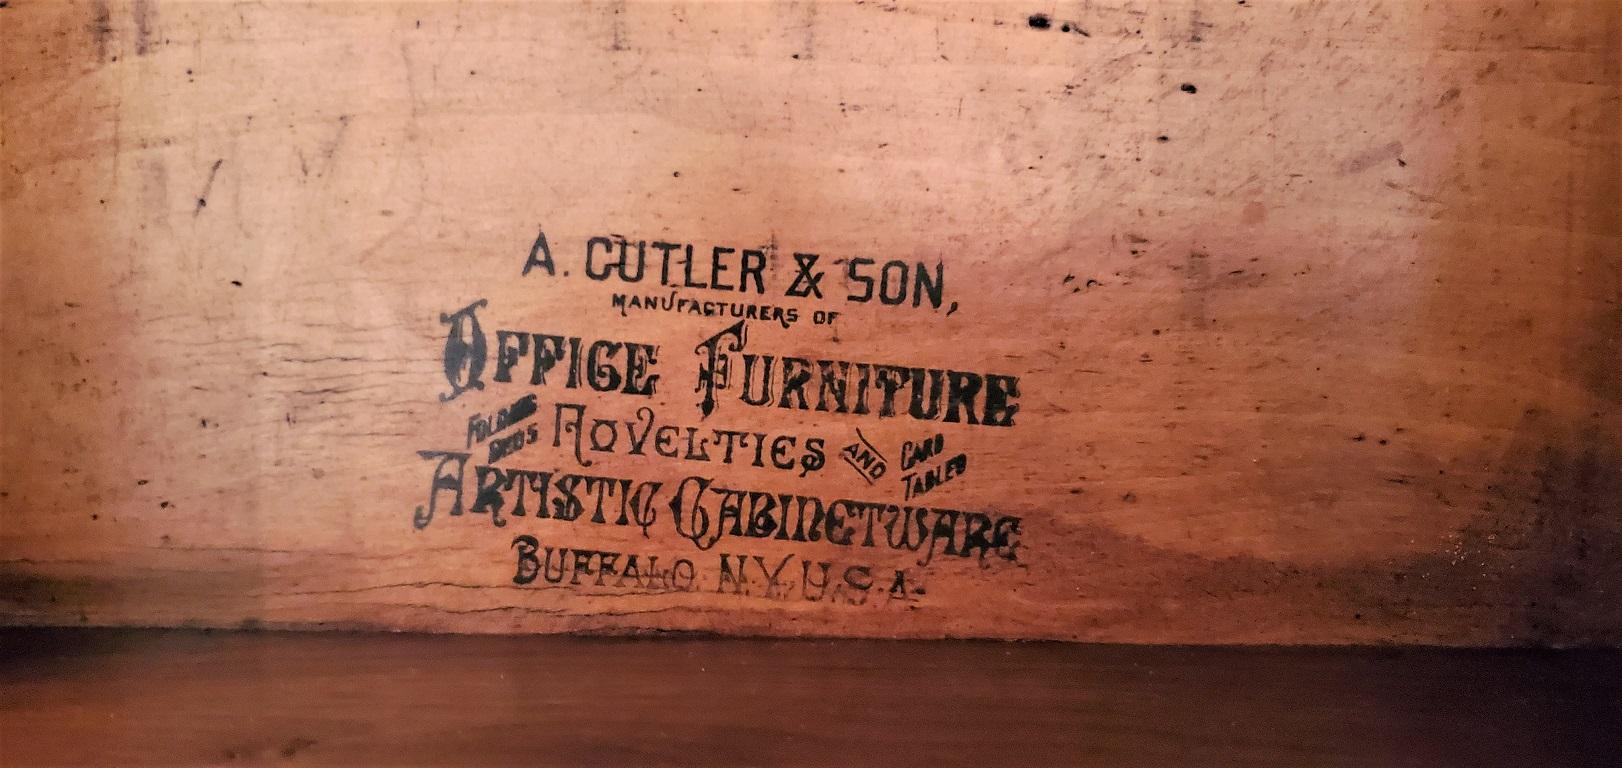 A. CUTLER & SON,
MANUFACTURERS OF
OFFICE FURNITURE
FOLDING BEDS NOVELTIES AND CARD TABLES
ARTISTIC CABINETWARE
BUFFALO N.Y. U.S.A.